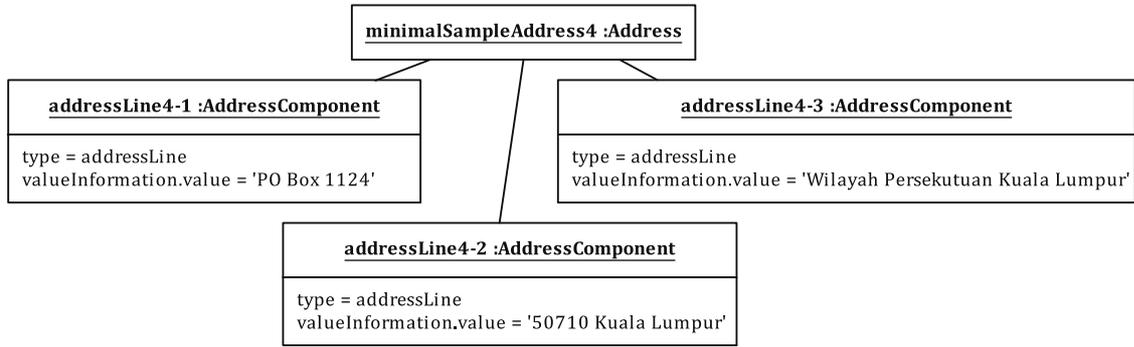 minimalSampleAddress4 :Address
addressLine4-1 :AddressComponent
type = addressLine
valueInformation.value = 'PO Box 1124'
addressLine4-3 :AddressComponent
type = addressLine
valueInformation.value = 'Wilayah Persekutuan Kuala Lumpur'
addressLine4-2 :AddressComponent
type = addressLine
valueInformation.value = '50710 Kuala Lumpur'